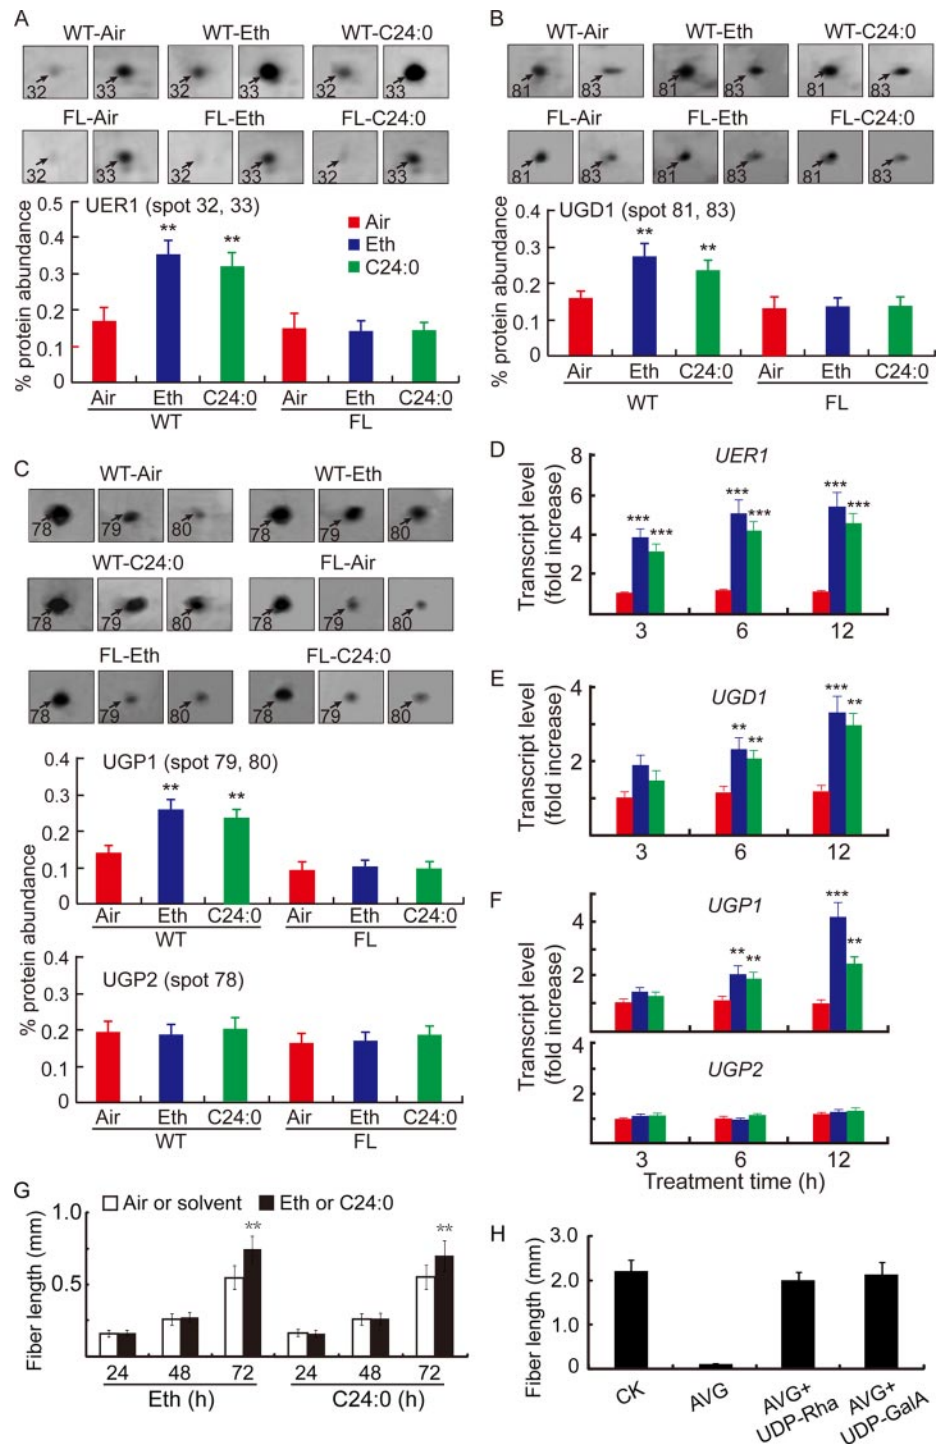 A
WT-Air WT-Eth WT-C24:0
32 33 32 33 32 33
FL-Air FL-Eth FL-C24:0
32 33 32 33 32 33
UER1 (spot 32, 33)
% protein abundance
0.4
0.3
0.2
0.1
0
** **
Air
Eth
C24:0
Air Eth C24:0 Air Eth C24:0
WT FL
B
WT-Air WT-Eth WT-C24:0
81 83 81 83 81 83
FL-Air FL-Eth FL-C24:0
81 83 81 83 81 83
UGD1 (spot 81, 83)
% protein abundance
0.4
0.3
0.2
0.1
0
** **
Air Eth C24:0 Air Eth C24:0
WT FL
C
WT-Air WT-Eth
78 79 80 78 79 80
WT-C24:0 FL-Air
78 79 80 78 79 80
FL-Eth FL-C24:0
78 79 80 78 79 80
UGP1 (spot 79, 80)
% protein abundance
0.4
0.3
0.2
0.1
0
** **
Air Eth C24:0 Air Eth C24:0
WT FL
UGP2 (spot 78)
0.4
0.3
0.2
0.1
0
Air Eth C24:0 Air Eth C24:0
WT FL
D
UER1
Transcript level
(fold increase)
8
6
4
2
*** *** *** *** *** ***
3 6 12
E
UGD1
Transcript level
(fold increase)
4
2
** ** *** **
3 6 12
F
UGP1
Transcript level
(fold increase)
4
2
** ** *** **
UGP2
4
2
3 6 12
Treatment time (h)
G
Air or solvent Eth or C24:0
Fiber length (mm)
1.0
0.5
** **
24 48 72 24 48 72
Eth (h) C24:0 (h)
H
Fiber length (mm)
3.0
2.0
1.0
0
CK
AVG
AVG+
UDP-Rha
AVG+
UDP-GalA